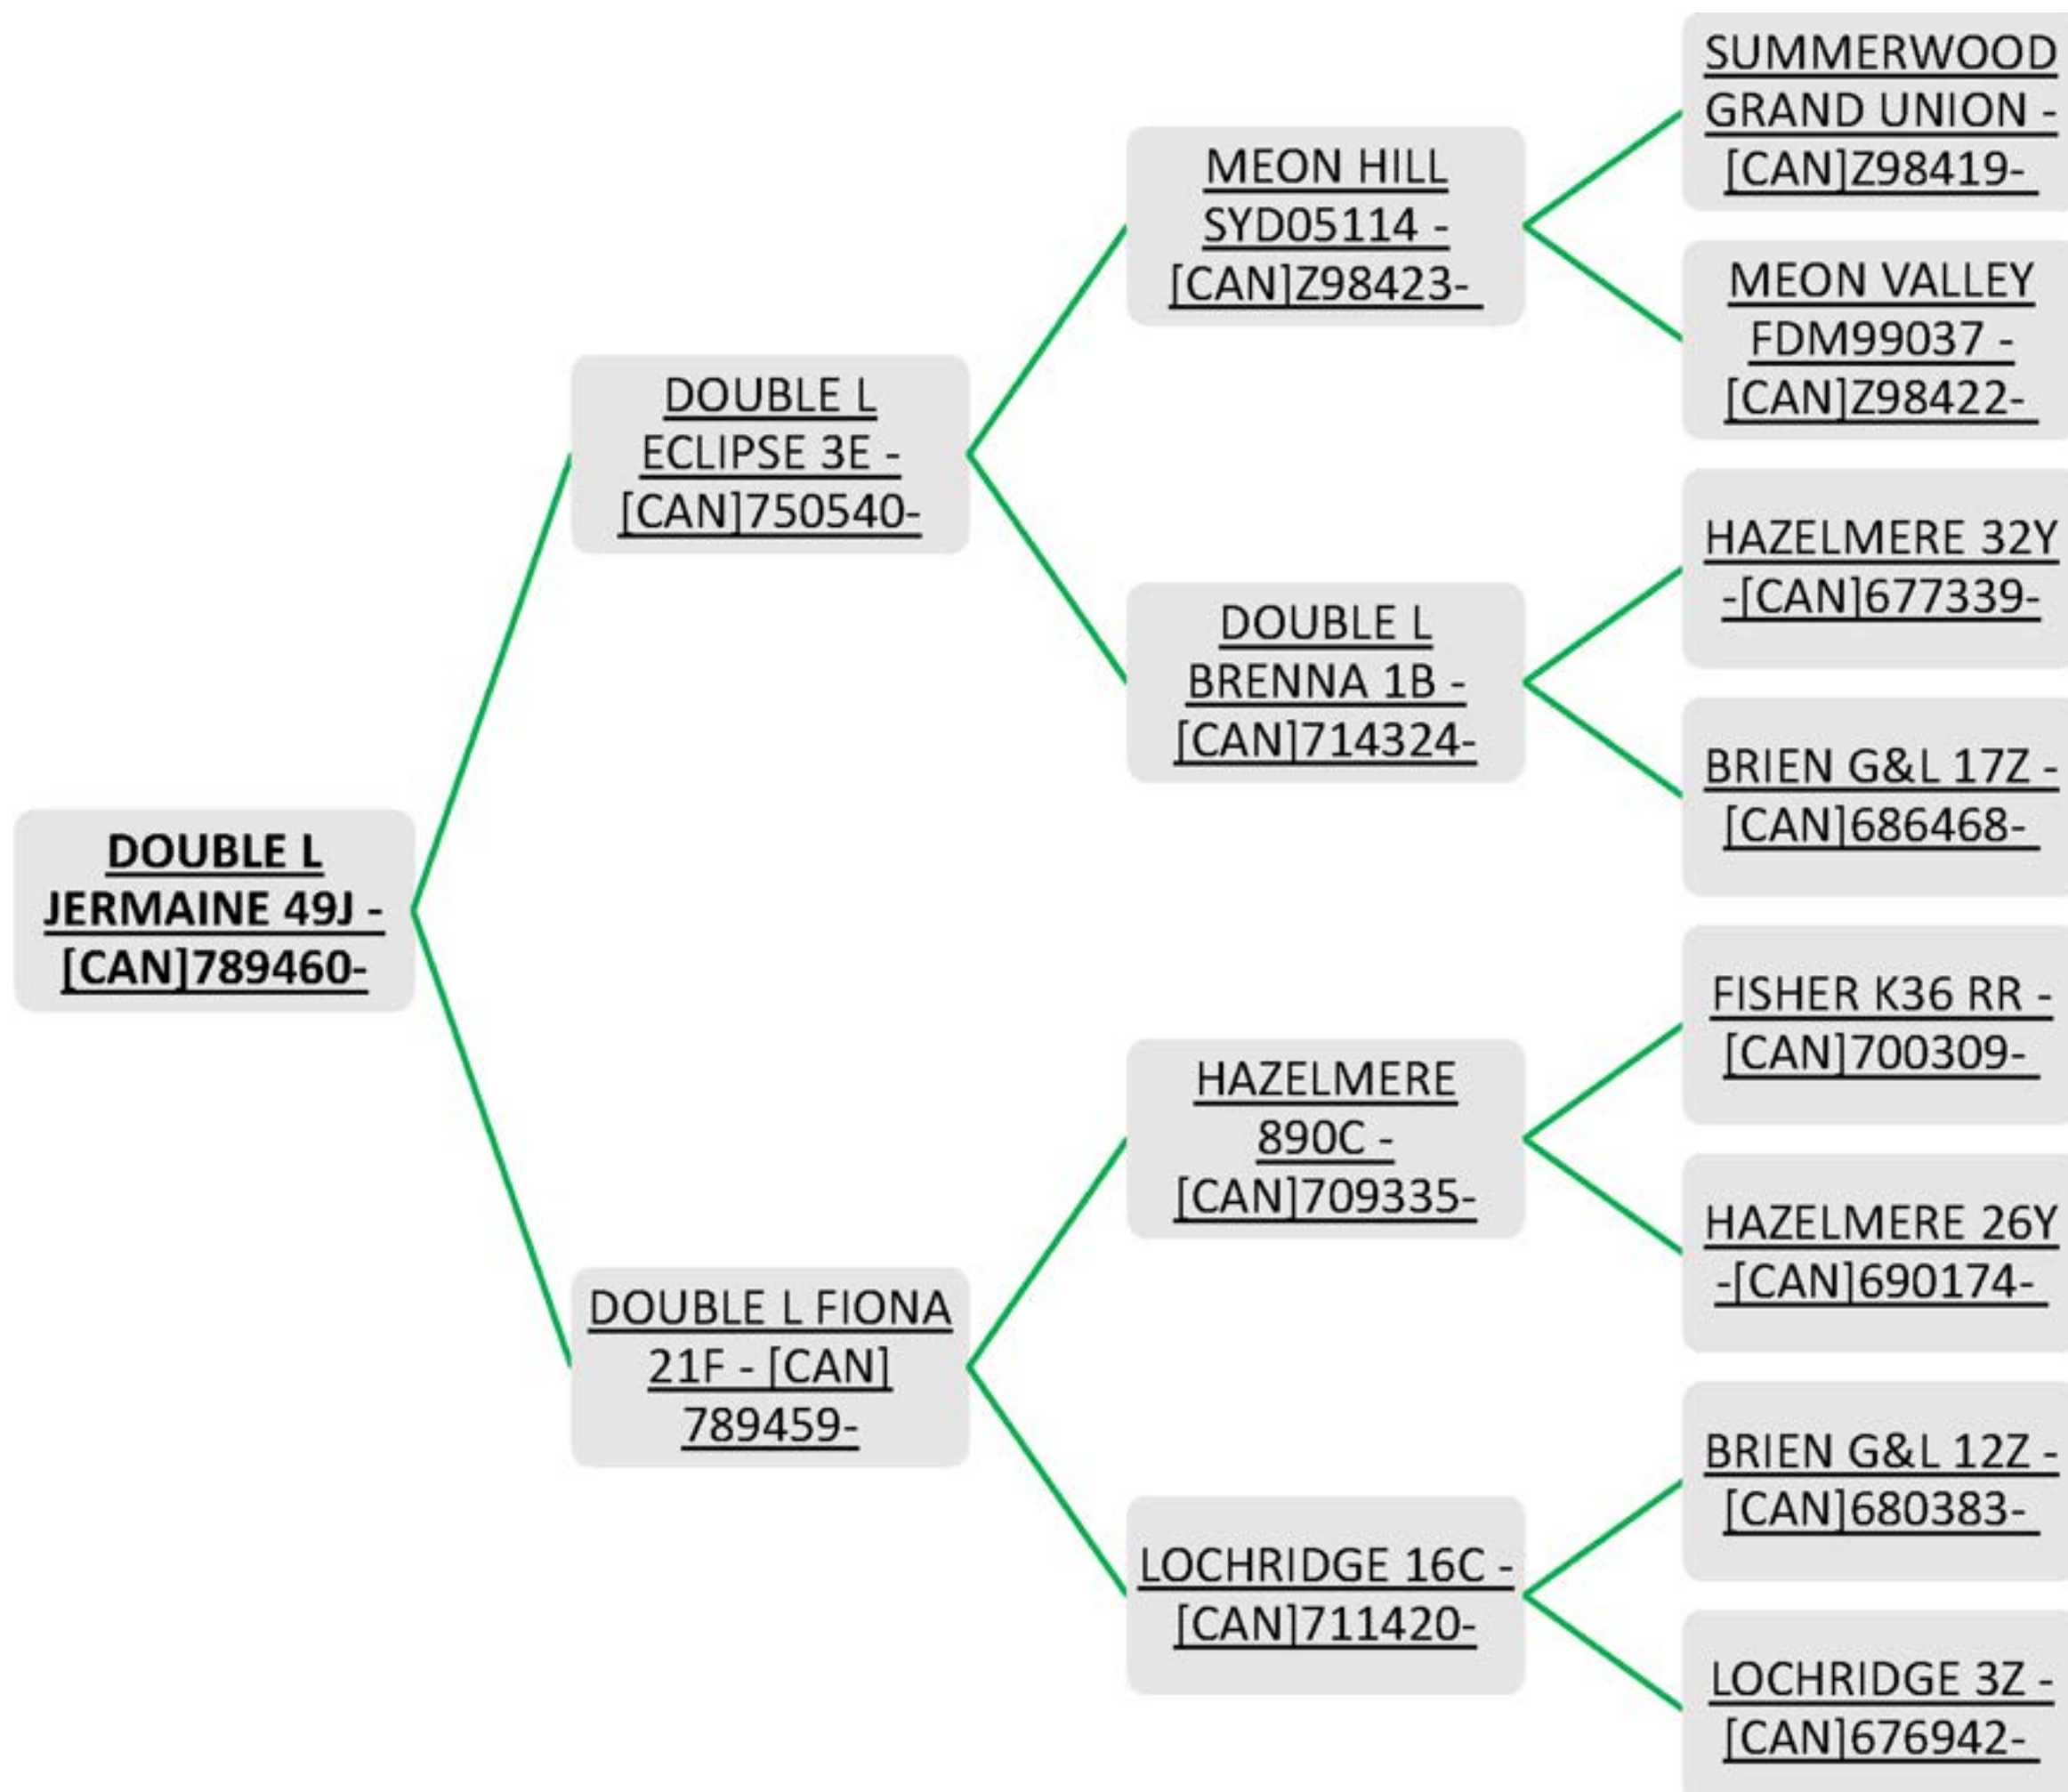 DOUBLE L
JERMAINE 49J -
[CAN]789460-
DOUBLE L
ECLIPSE 3E -
[CAN]750540-
DOUBLE L FIONA
21F - [CAN]
789459-
MEON HILL
SYD05114 -
[CAN]Z98423-
DOUBLE L
BRENNA 1B -
[CAN]714324-
HAZELMERE
890C -
[CAN]709335-
LOCHRIDGE 16C -
[CAN]711420-
SUMMERWOOD
GRAND UNION -
[CAN]Z98419-
MEON VALLEY
FDM99037 -
[CAN]Z98422-
HAZELMERE 32Y
-[CAN]677339-
BRIEN G&L 17Z -
[CAN]686468-
FISHER K36 RR -
[CAN]700309-
HAZELMERE 26Y
-[CAN]690174-
BRIEN G&L 12Z -
[CAN]680383-
LOCHRIDGE 3Z -
[CAN]676942-